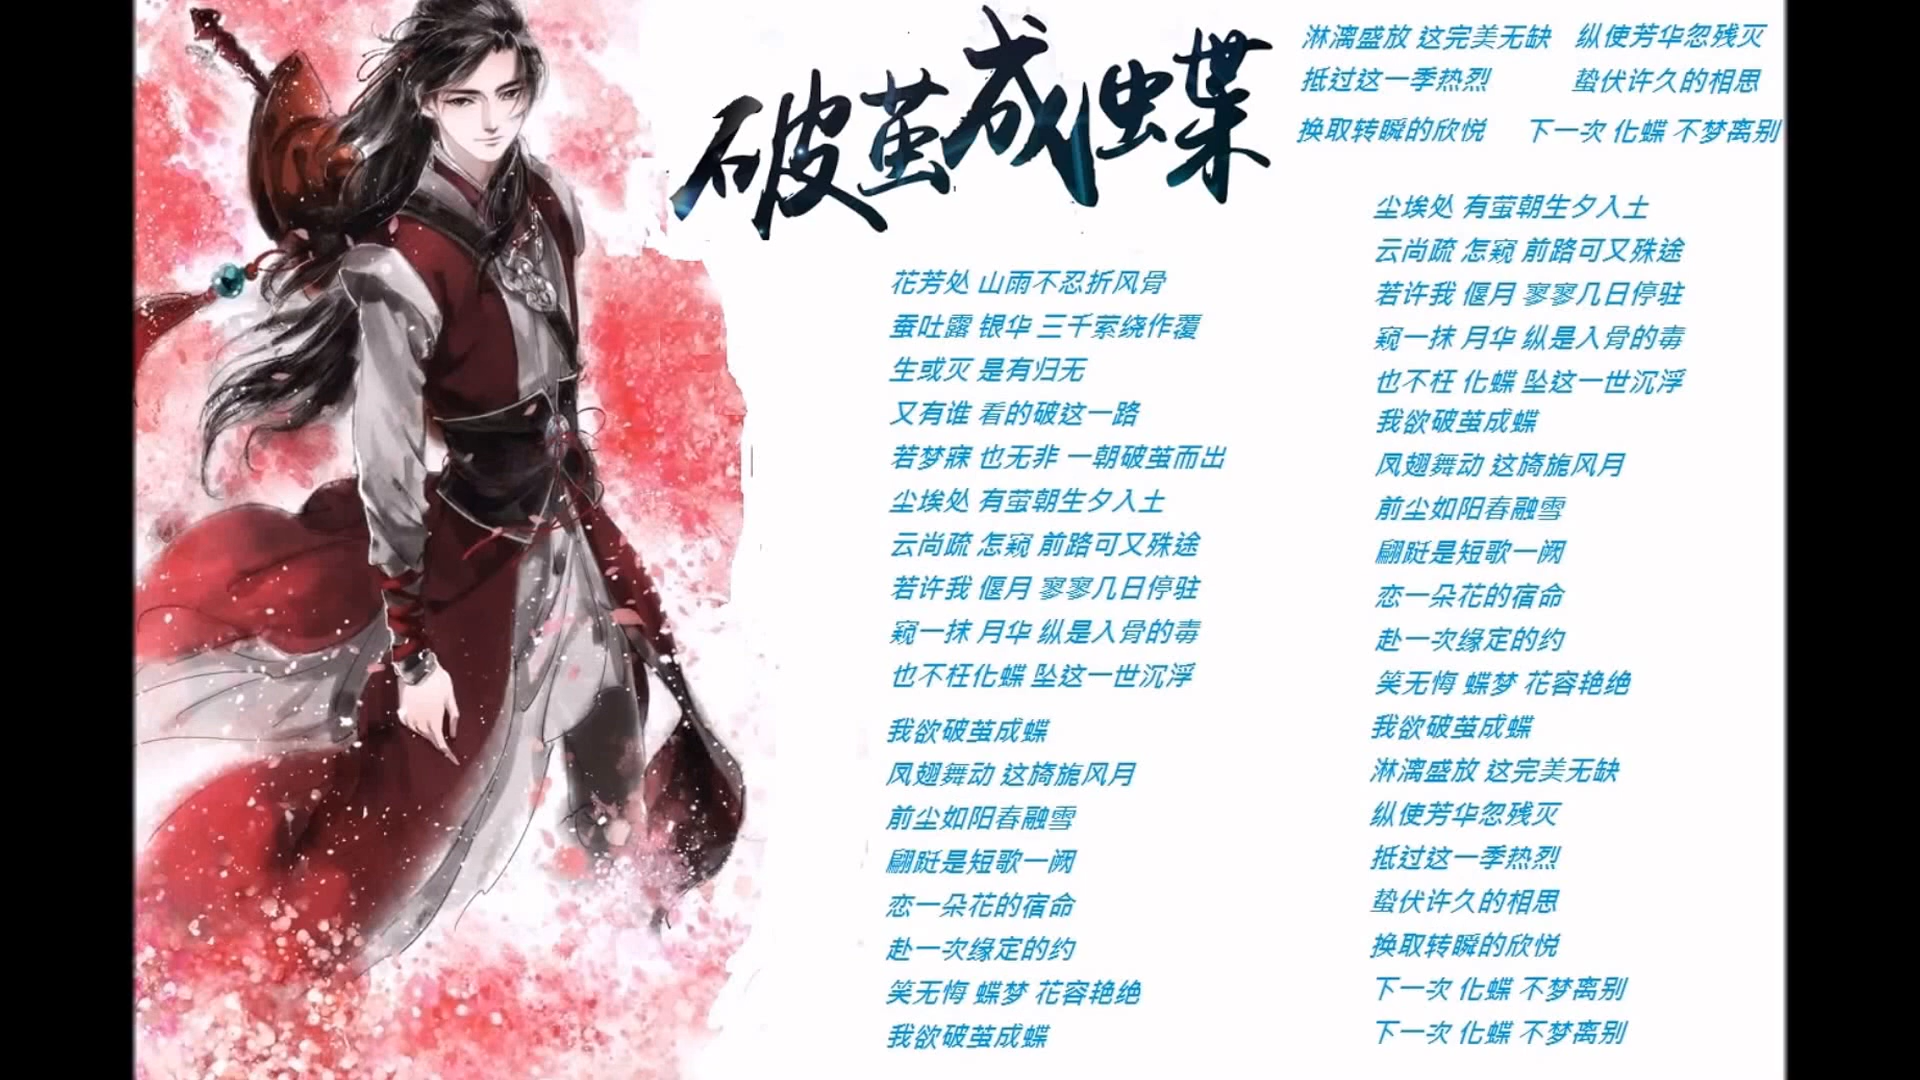 破茧成蝶
花芳处 山雨不忍折风骨
蚕吐露 银华 三千萦绕作覆
生或灭 是有归无
又有谁 看的破这一路
若梦寐 也无非 一朝破茧而出
尘埃处 有萤朝生夕入土
云尚疏 怎窥 前路可又殊途
若许我 偃月 寥寥几日停驻
窥一抹 月华 纵是入骨的毒
也不枉化蝶 坠这一世沉浮
我欲破茧成蝶
凤翅舞动 这旖旎风月
前尘如阳春融雪
翩跹是短歌一阙
恋一朵花的宿命
赴一次缘定的约
笑无悔 蝶梦 花容艳绝
我欲破茧成蝶
淋漓盛放 这完美无缺 纵使芳华忽残灭
抵过这一季热烈 蛰伏许久的相思
换取转瞬的欣悦 下一次 化蝶 不梦离别
尘埃处 有萤朝生夕入土
云尚疏 怎窥 前路可又殊途
若许我 偃月 寥寥几日停驻
窥一抹 月华 纵是入骨的毒
也不枉 化蝶 坠这一世沉浮
我欲破茧成蝶
凤翅舞动 这旖旎风月
前尘如阳春融雪
翩跹是短歌一阙
恋一朵花的宿命
赴一次缘定的约
笑无悔 蝶梦 花容艳绝
我欲破茧成蝶
淋漓盛放 这完美无缺
纵使芳华忽残灭
抵过这一季热烈
蛰伏许久的相思
换取转瞬的欣悦
下一次 化蝶 不梦离别
下一次 化蝶 不梦离别